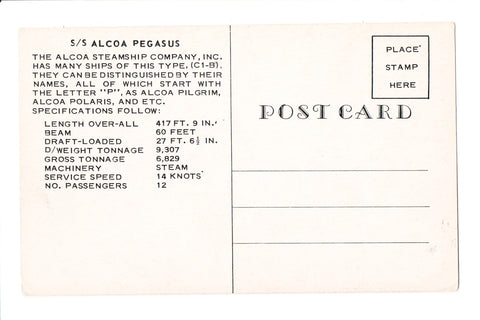 S/S ALCOA PEGASUS
THE ALCOA STEAMSHIP COMPANY, INC.
HAS MANY SHIPS OF THIS TYPE, (C1-B).
THEY CAN BE DISTINGUISHED BY THEIR
NAMES, ALL OF WHICH START WITH
THE LETTER "P", AS ALCOA PILGRIM,
ALCOA POLARIS, AND ETC.
SPECIFICATIONS FOLLOW:
LENGTH OVER-ALL 417 FT. 9 IN.
BEAM 60 FEET
DRAFT-LOADED 27 FT. 6½ IN.
D/WEIGHT TONNAGE 9,307
GROSS TONNAGE 6,829
MACHINERY STEAM
SERVICE SPEED 14 KNOTS
NO. PASSENGERS 12
POST CARD
PLACE
STAMP
HERE